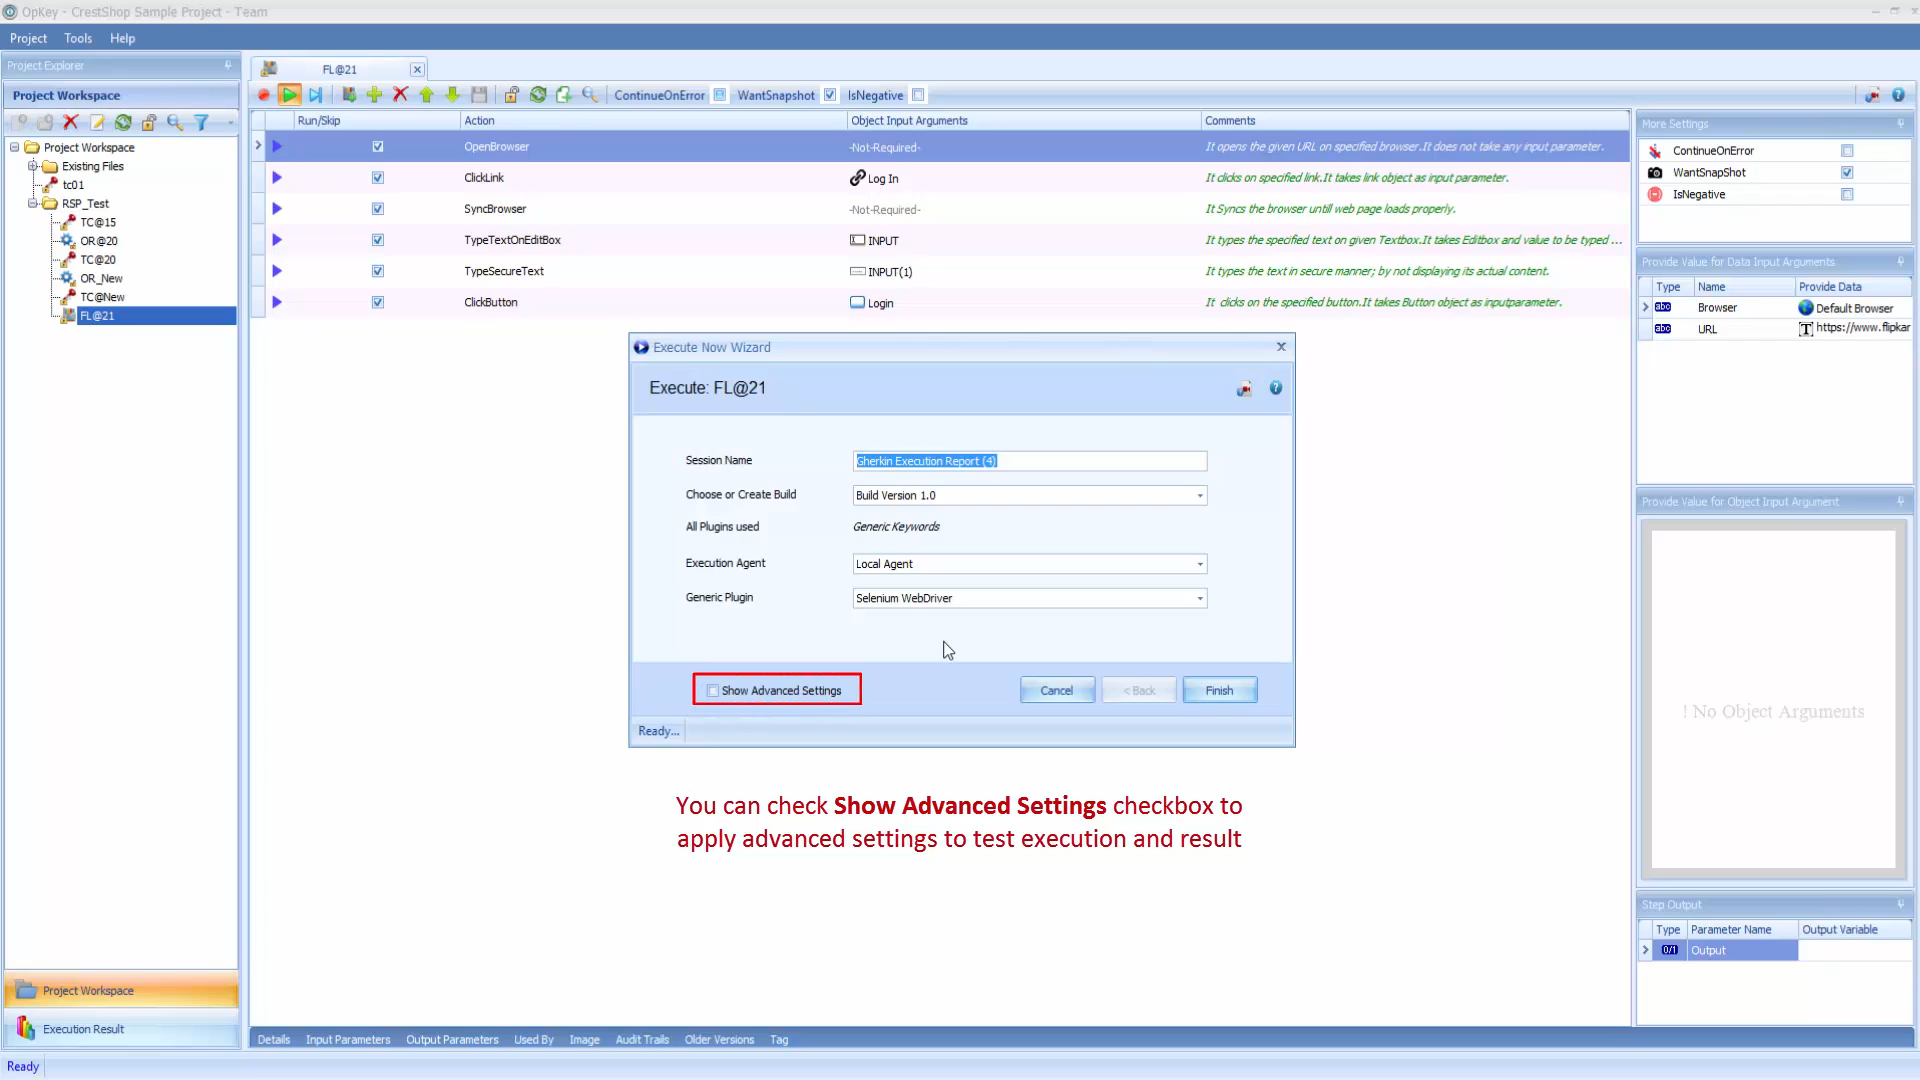 OpKey - CrestShop Sample Project - Team
Project Tools Help
Project Explorer
FL@21
Project Workspace
ContinueOnError WantSnapshot IsNegative
Run/Skip Action Object Input Arguments Comments
OpenBrowser -Not-Required- It opens the given URL on specified browser.It does not take any input parameter.
ClickLink Log In It clicks on specified link.It takes link object as input parameter.
SyncBrowser -Not-Required- It Syncs the browser untill web page loads properly.
TypeTextOnEditBox INPUT It types the specified text on given Textbox.It takes Editbox and value to be typed ...
TypeSecureText INPUT(1) It types the text in secure manner; by not displaying its actual content.
ClickButton Login It clicks on the specified button.It takes Button object as inputparameter.
Project Workspace
Existing Files
tc01
RSP_Test
TC@15
OR@20
TC@20
OR_New
TC@New
FL@21
More Settings
ContinueOnError
WantSnapShot
IsNegative
Provide Value for Data Input Arguments
Type Name Provide Data
abc Browser Default Browser
abc URL https://www.flipkar
Execute Now Wizard
Execute: FL@21
Session Name Gherkin Execution Report (4)
Choose or Create Build Build Version 1.0
All Plugins used Generic Keywords
Execution Agent Local Agent
Generic Plugin Selenium WebDriver
Show Advanced Settings Cancel < Back Finish
Ready...
You can check Show Advanced Settings checkbox to
apply advanced settings to test execution and result
Provide Value for Object Input Argument
! No Object Arguments
Step Output
Type Parameter Name Output Variable
0/1 Output
Project Workspace
Execution Result
Details Input Parameters Output Parameters Used By Image Audit Trails Older Versions Tag
Ready